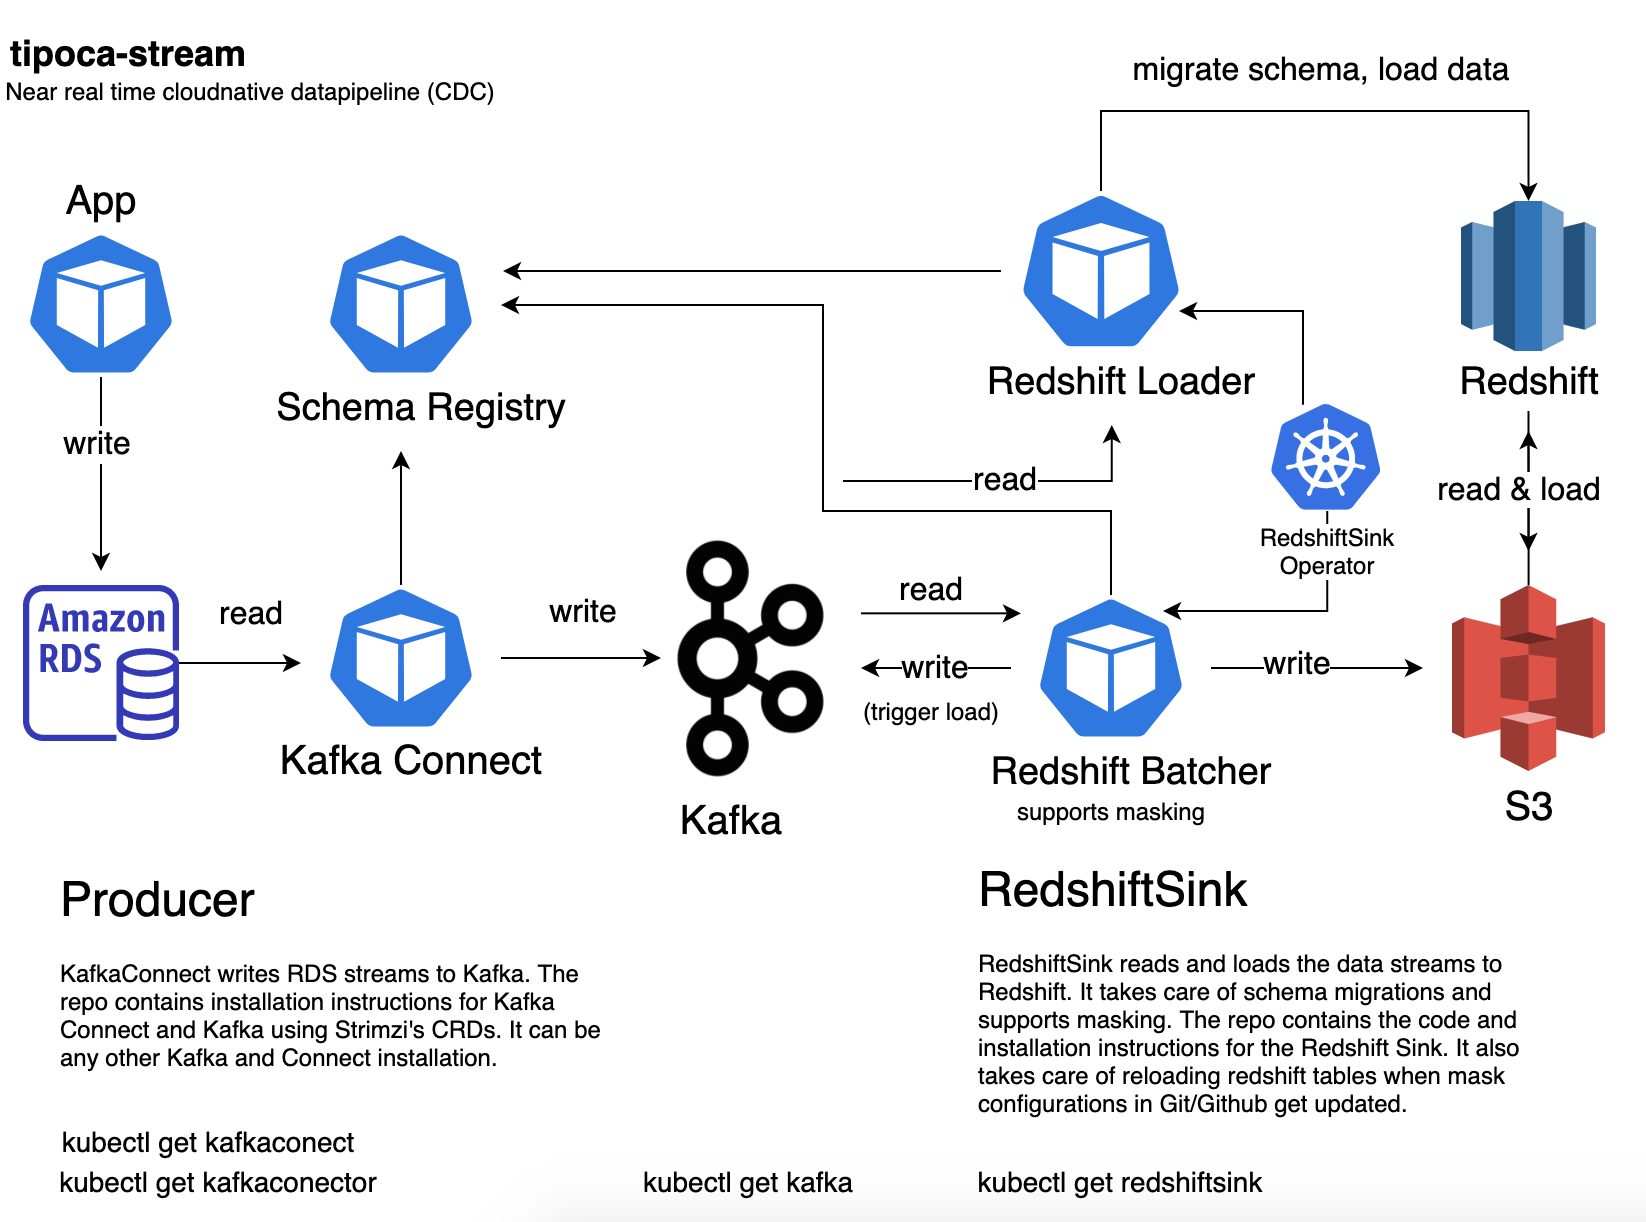 tipoca-stream
Near real time cloudnative datapipeline (CDC)
migrate schema, load data
App
Schema Registry
Redshift Loader
Redshift
write
read
read & load
RedshiftSink
Operator
Amazon
RDS
read
write
read
write
(trigger load)
write
Kafka Connect
Kafka
Redshift Batcher
supports masking
S3
Producer
KafkaConnect writes RDS streams to Kafka. The
repo contains installation instructions for Kafka
Connect and Kafka using Strimzi's CRDs. It can be
any other Kafka and Connect installation.
kubectl get kafkaconect
kubectl get kafkaconector
kubectl get kafka
RedshiftSink
RedshiftSink reads and loads the data streams to
Redshift. It takes care of schema migrations and
supports masking. The repo contains the code and
installation instructions for the Redshift Sink. It also
takes care of reloading redshift tables when mask
configurations in Git/Github get updated.
kubectl get redshiftsink